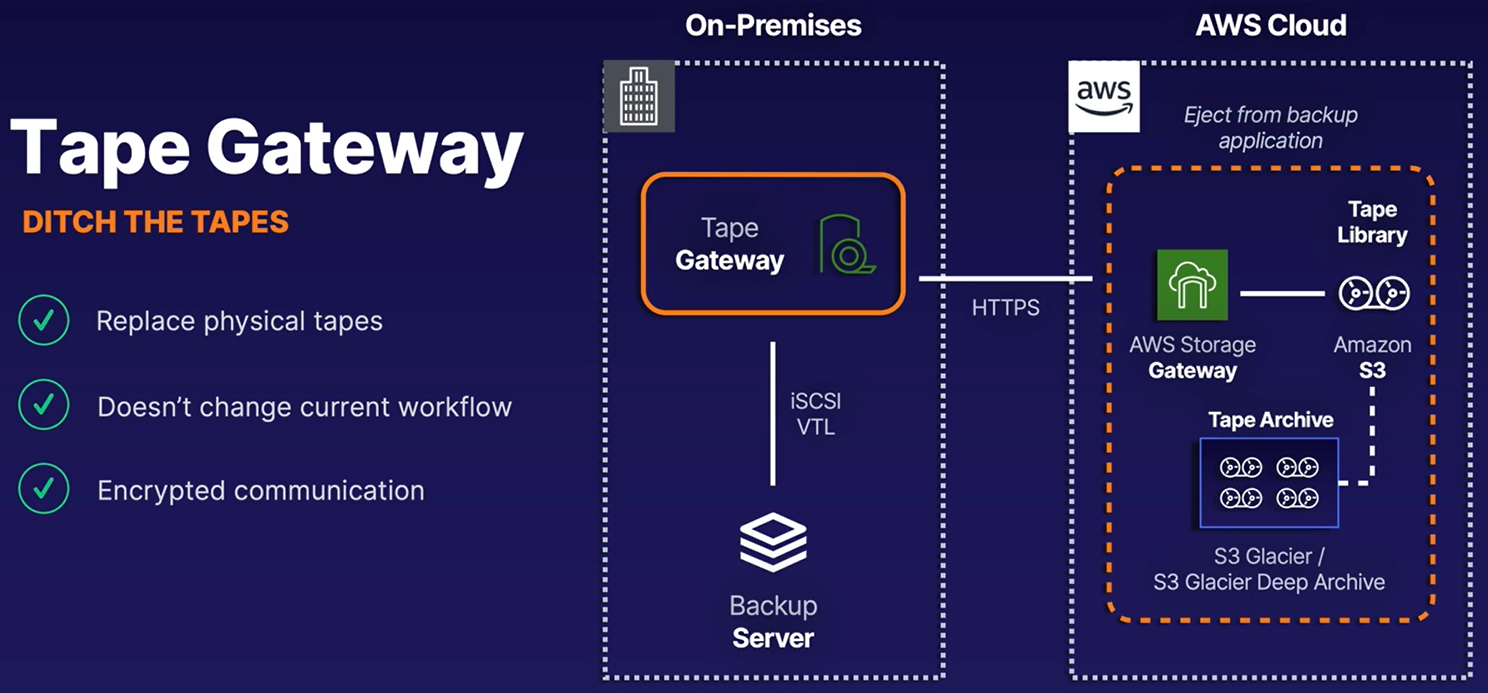 Tape Gateway
DITCH THE TAPES
Replace physical tapes
Doesn't change current workflow
Encrypted communication
On-Premises
Tape
Gateway
iSCSI
VTL
Backup
Server
HTTPS
AWS Cloud
aws
Eject from backup
application
AWS Storage
Gateway
Tape
Library
Amazon
S3
Tape Archive
S3 Glacier /
S3 Glacier Deep Archive